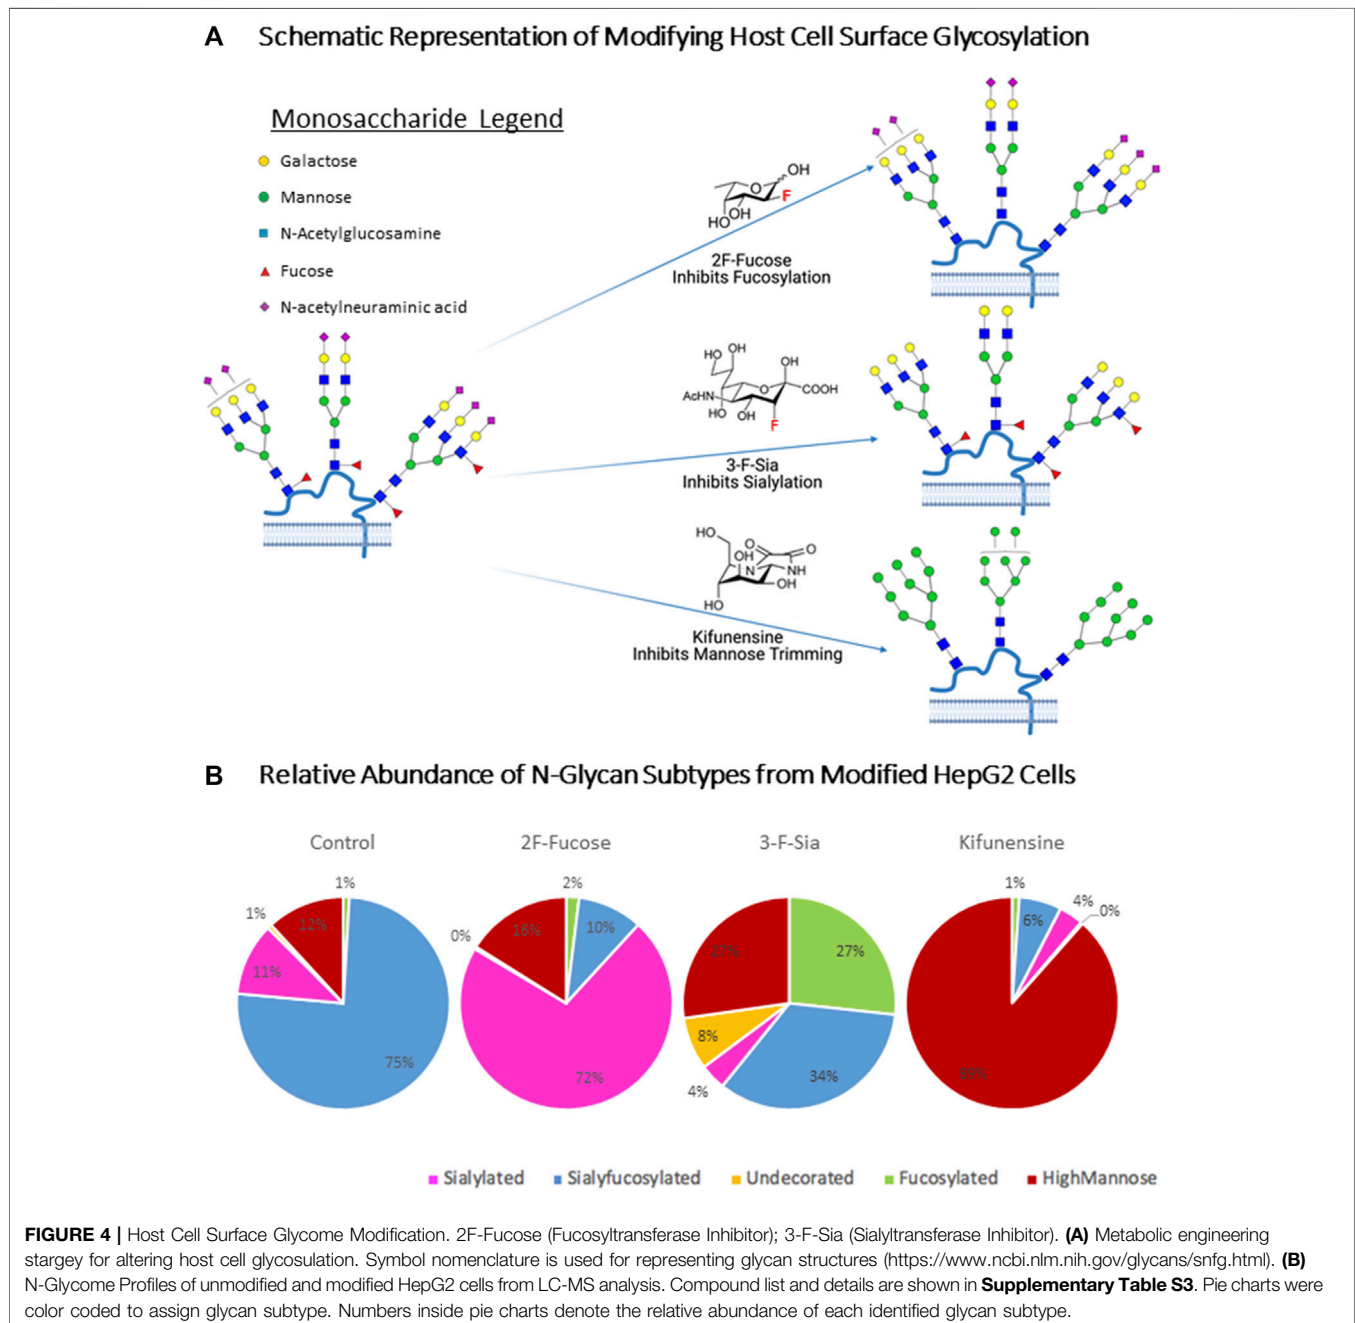 A Schematic Representation of Modifying Host Cell Surface Glycosylation
Monosaccharide Legend
Galactose
Mannose
N-Acetylglucosamine
Fucose
N-acetylneuraminic acid
OH
O
F
OH
HO
2F-Fucose
Inhibits Fucosylation
HO
OH
OH
O
COOH
AcHN
HO
OH
F
3-F-Sia
Inhibits Sialylation
HO
O
O
OH
N
NH
OH
HO
Kifunensine
Inhibits Mannose Trimming
B Relative Abundance of N-Glycan Subtypes from Modified HepG2 Cells
Control
2F-Fucose
3-F-Sia
Kifunensine
1%
1%
12%
11%
75%
2%
0%
16%
10%
72%
27%
27%
8%
4%
34%
1%
4%
0%
6%
89%
Sialylated
Sialyfucosylated
Undecorated
Fucosylated
HighMannose
FIGURE 4 | Host Cell Surface Glycome Modification. 2F-Fucose (Fucosyltransferase Inhibitor); 3-F-Sia (Sialyltransferase Inhibitor). (A) Metabolic engineering
stargey for altering host cell glycosulation. Symbol nomenclature is used for representing glycan structures (https://www.ncbi.nlm.nih.gov/glycans/snfg.html). (B)
N-Glycome Profiles of unmodified and modified HepG2 cells from LC-MS analysis. Compound list and details are shown in Supplementary Table S3. Pie charts were
color coded to assign glycan subtype. Numbers inside pie charts denote the relative abundance of each identified glycan subtype.